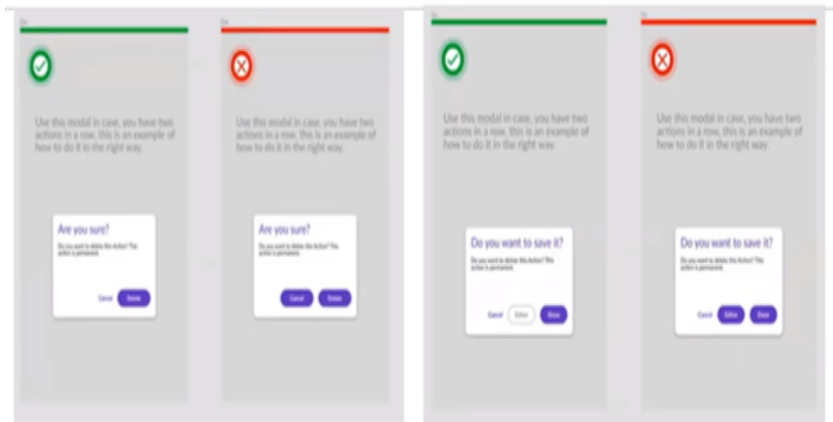 Do
Use this modal in case, you have two
actions in a row, this is an example of
how to do it in the right way.
Are you sure?
Do you want to delete this Action? This
action is permanent.
Cancel Delete
Use this modal in case, you have two
actions in a row, this is an example of
how to do it in the right way.
Are you sure?
Do you want to delete this Action? This
action is permanent.
Cancel Delete
Use this modal in case, you have two
actions in a row, this is an example of
how to do it in the right way.
Do you want to save it?
Do you want to delete this Action? This
action is permanent.
Cancel
Use this modal in case, you have two
actions in a row, this is an example of
how to do it in the right way.
Do you want to save it?
Do you want to delete this Action? This
action is permanent.
Cancel